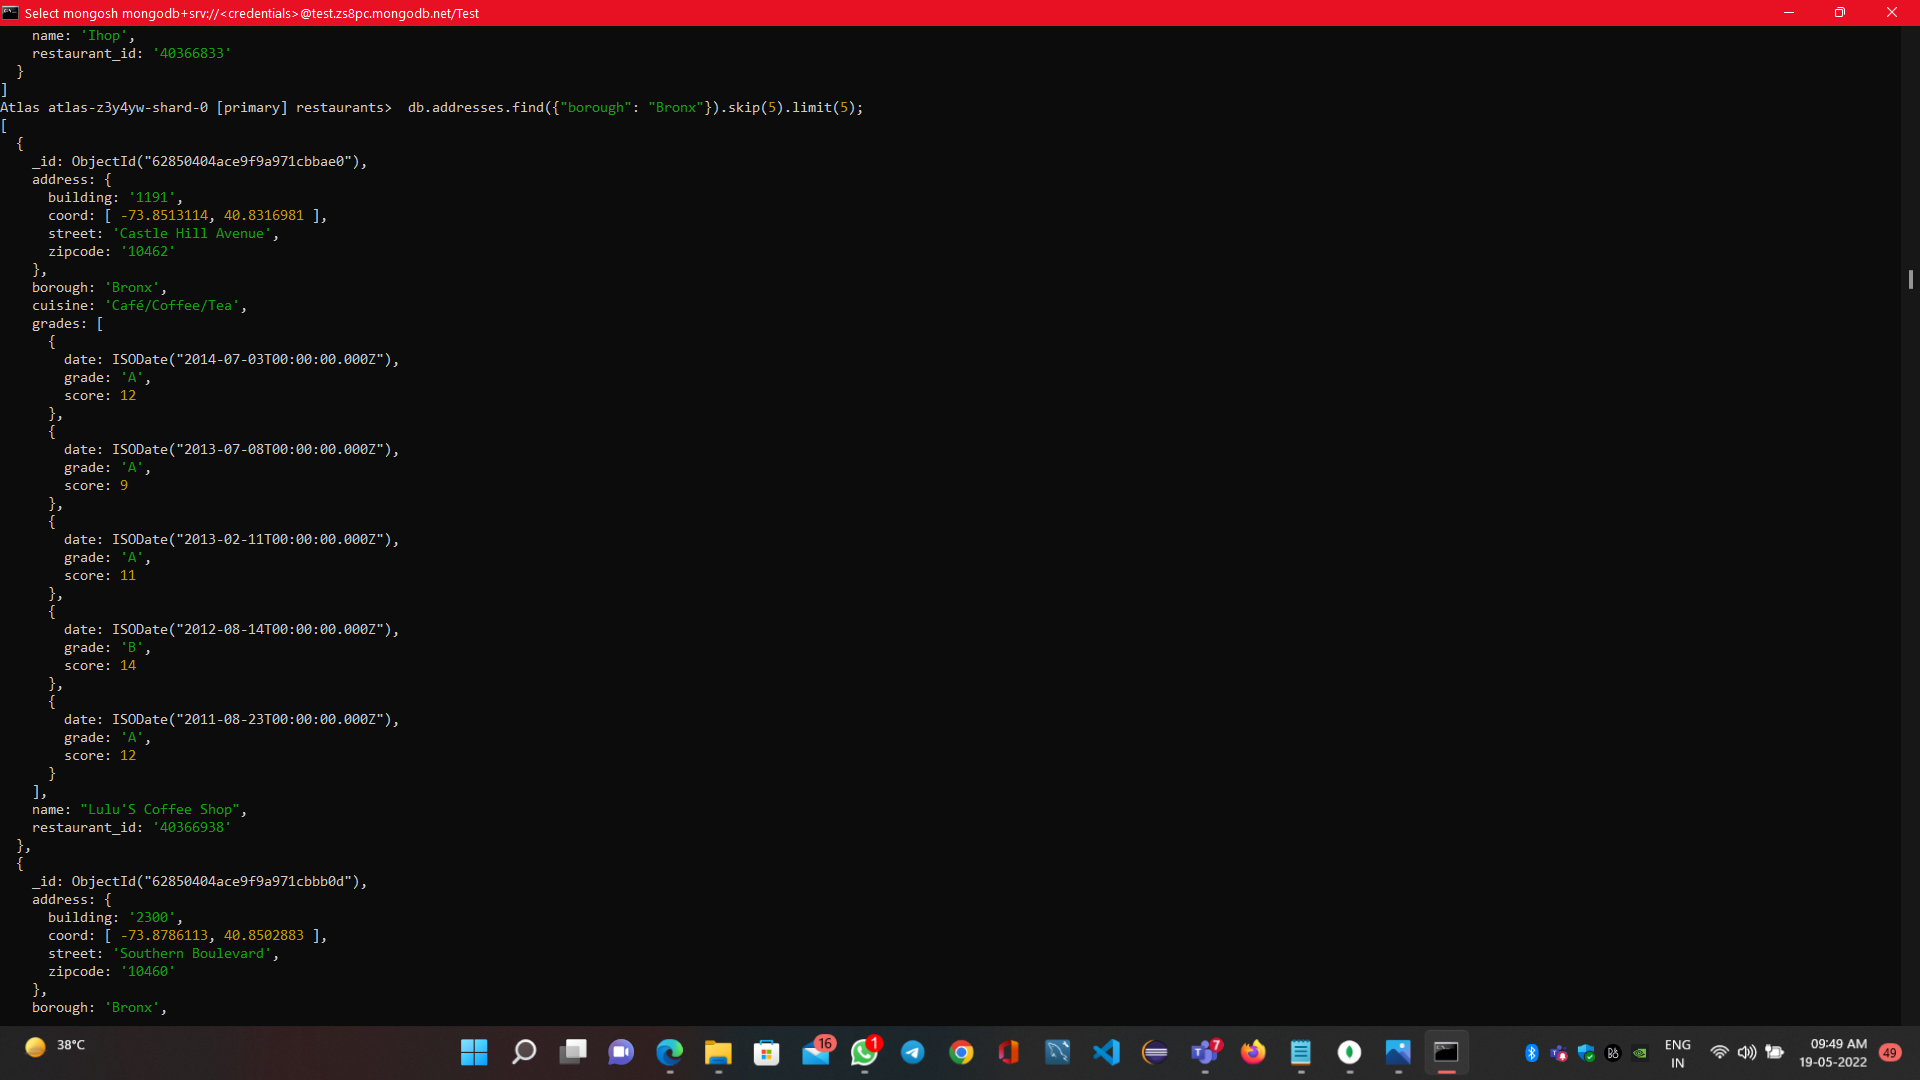 Select mongosh mongodb+srv://<credentials>@test.zs8pc.mongodb.net/Test
    name: 'Ihop',
    restaurant_id: '40366833'
  }
]
Atlas atlas-z3y4yw-shard-0 [primary] restaurants>  db.addresses.find({"borough": "Bronx"}).skip(5).limit(5);
[
  {
    _id: ObjectId("62850404ace9f9a971cbbae0"),
    address: {
      building: '1191',
      coord: [ -73.8513114, 40.8316981 ],
      street: 'Castle Hill Avenue',
      zipcode: '10462'
    },
    borough: 'Bronx',
    cuisine: 'Café/Coffee/Tea',
    grades: [
      {
        date: ISODate("2014-07-03T00:00:00.000Z"),
        grade: 'A',
        score: 12
      },
      {
        date: ISODate("2013-07-08T00:00:00.000Z"),
        grade: 'A',
        score: 9
      },
      {
        date: ISODate("2013-02-11T00:00:00.000Z"),
        grade: 'A',
        score: 11
      },
      {
        date: ISODate("2012-08-14T00:00:00.000Z"),
        grade: 'B',
        score: 14
      },
      {
        date: ISODate("2011-08-23T00:00:00.000Z"),
        grade: 'A',
        score: 12
      }
    ],
    name: "Lulu'S Coffee Shop",
    restaurant_id: '40366938'
  },
  {
    _id: ObjectId("62850404ace9f9a971cbbb0d"),
    address: {
      building: '2300',
      coord: [ -73.8786113, 40.8502883 ],
      street: 'Southern Boulevard',
      zipcode: '10460'
    },
    borough: 'Bronx',
38°C
16
1
7
ENG
IN
09:49 AM
19-05-2022
49